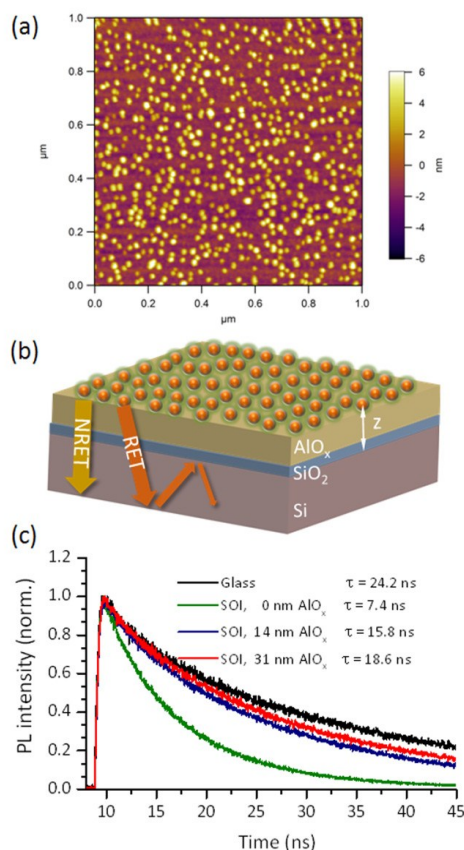 (a)
1.0
0.8
0.6
0.4
0.2
0.0
µm
0.0 0.2 0.4 0.6 0.8 1.0
µm
6
4
2
0
-2
-4
-6
nm
(b)
NRET
RET
z
AlOx
SiO2
Si
(c)
1.2
1.0
0.8
0.6
0.4
0.2
0.0
PL intensity (norm.)
Glass τ = 24.2 ns
SOI, 0 nm AlOx τ = 7.4 ns
SOI, 14 nm AlOx τ = 15.8 ns
SOI, 31 nm AlOx τ = 18.6 ns
10 15 20 25 30 35 40 45
Time (ns)